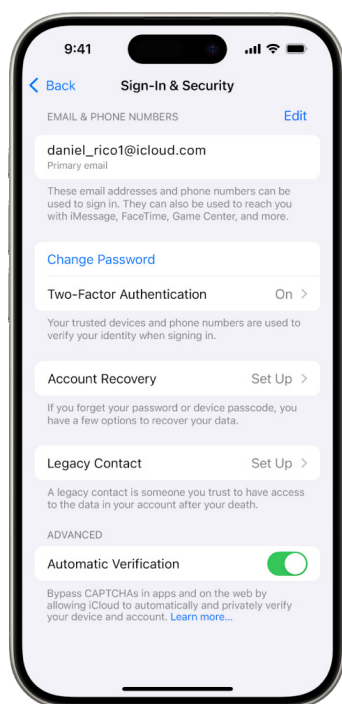 9:41
Back
Sign-In & Security
EMAIL & PHONE NUMBERS
Edit
daniel_rico1@icloud.com
Primary email
These email addresses and phone numbers can be
used to sign in. They can also be used to reach you
with iMessage, FaceTime, Game Center, and more.
Change Password
Two-Factor Authentication
On
Your trusted devices and phone numbers are used to
verify your identity when signing in.
Account Recovery
Set Up
If you forget your password or device passcode, you
have a few options to recover your data.
Legacy Contact
Set Up
A legacy contact is someone you trust to have access
to the data in your account after your death.
ADVANCED
Automatic Verification
Bypass CAPTCHAs in apps and on the web by
allowing iCloud to automatically and privately verify
your device and account. Learn more...